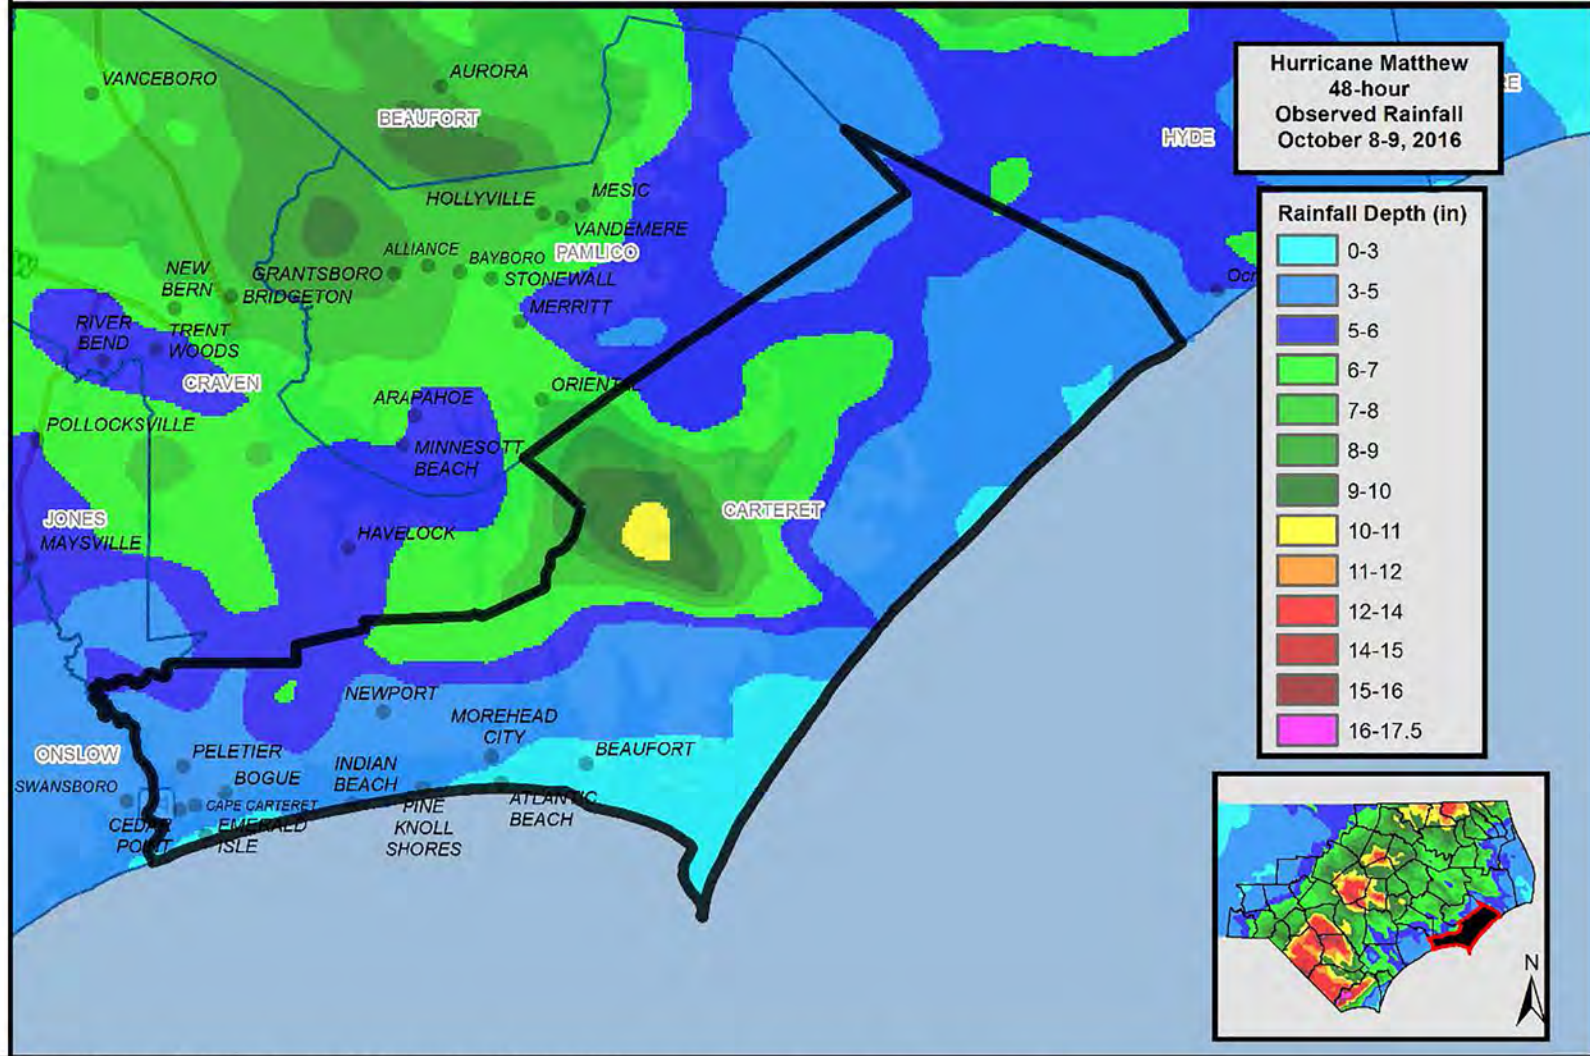 Hurricane Matthew
48-hour
Observed Rainfall
October 8-9, 2016
Rainfall Depth (in)
0-3
3-5
5-6
6-7
7-8
8-9
9-10
10-11
11-12
12-14
14-15
15-16
16-17.5
N
VANCEBORO
AURORA
BEAUFORT
HYDE
HOLLYVILLE
MESIC
VANDEMERE
PAMLICO
ALLIANCE
BAYBORO
GRANTSBORO
STONEWALL
NEW
BERN
BRIDGETON
MERRITT
RIVER-
BEND
TRENT
WOODS
CRAVEN
ARAPAHOE
ORIENTAL
POLLOCKSVILLE
MINNESOTT
BEACH
CARTERET
JONES
MAYSVILLE
HAVELOCK
NEWPORT
MOREHEAD
CITY
ONSLOW
PELETIER
INDIAN
BEACH
BEAUFORT
SWANSBORO
BOGUE
CAPE CARTERET
CEDAR
POINT
EMERALD
ISLE
PINE
KNOLL
SHORES
ATLANTIC
BEACH